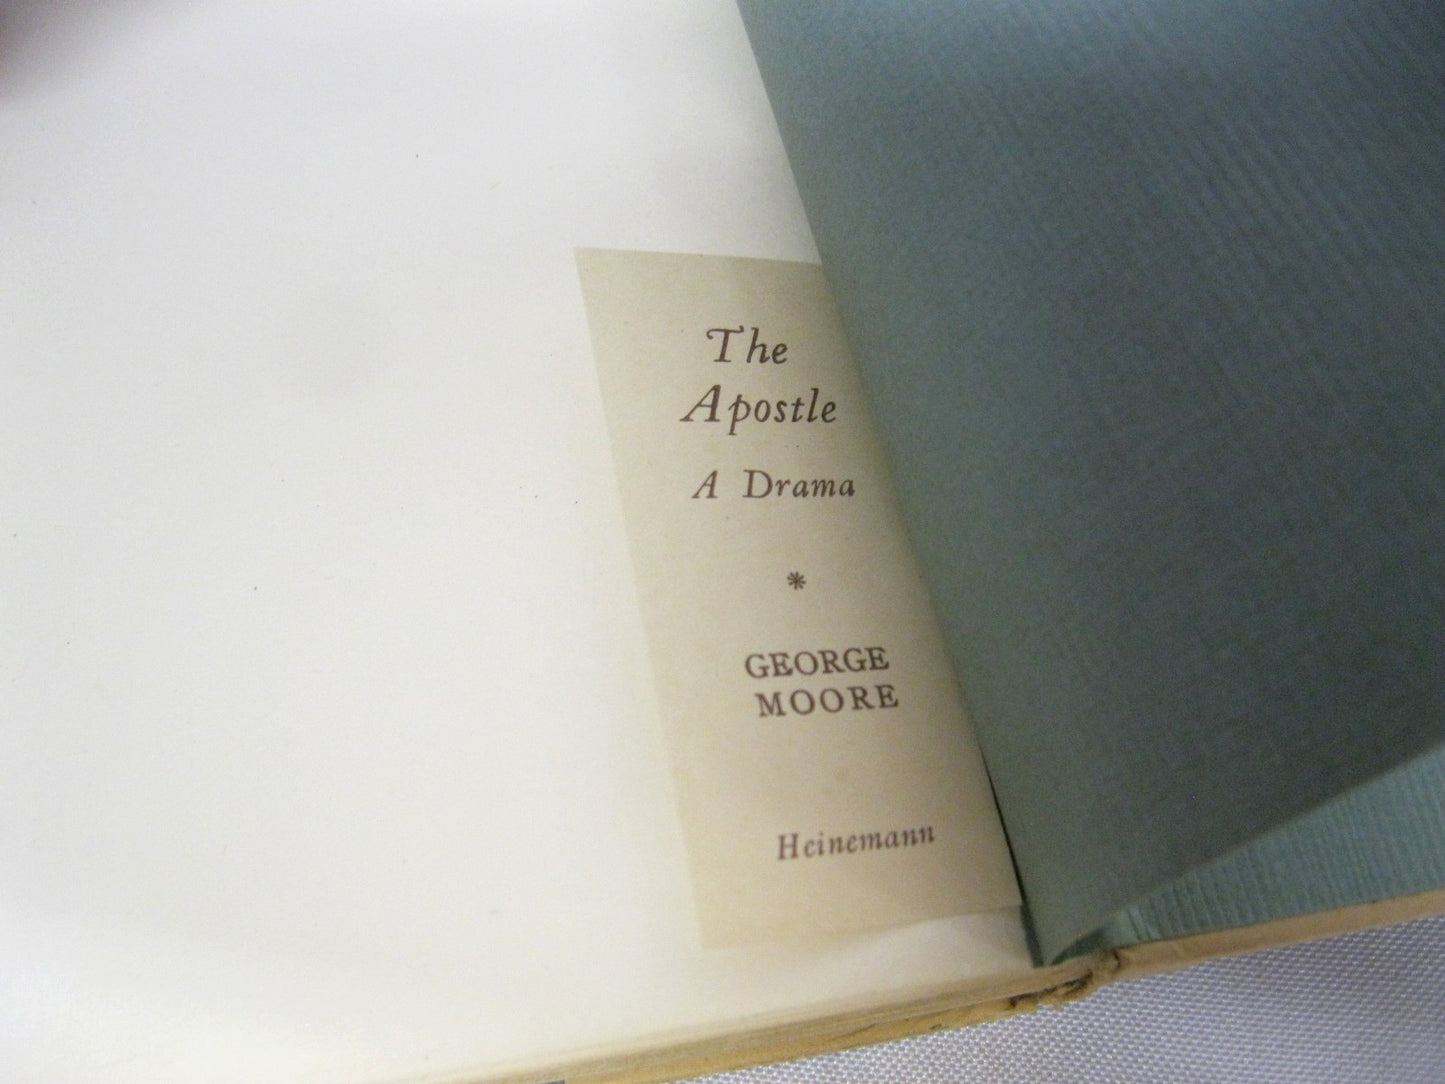 The
Apostle
A Drama
*
GEORGE
MOORE
Heinemann